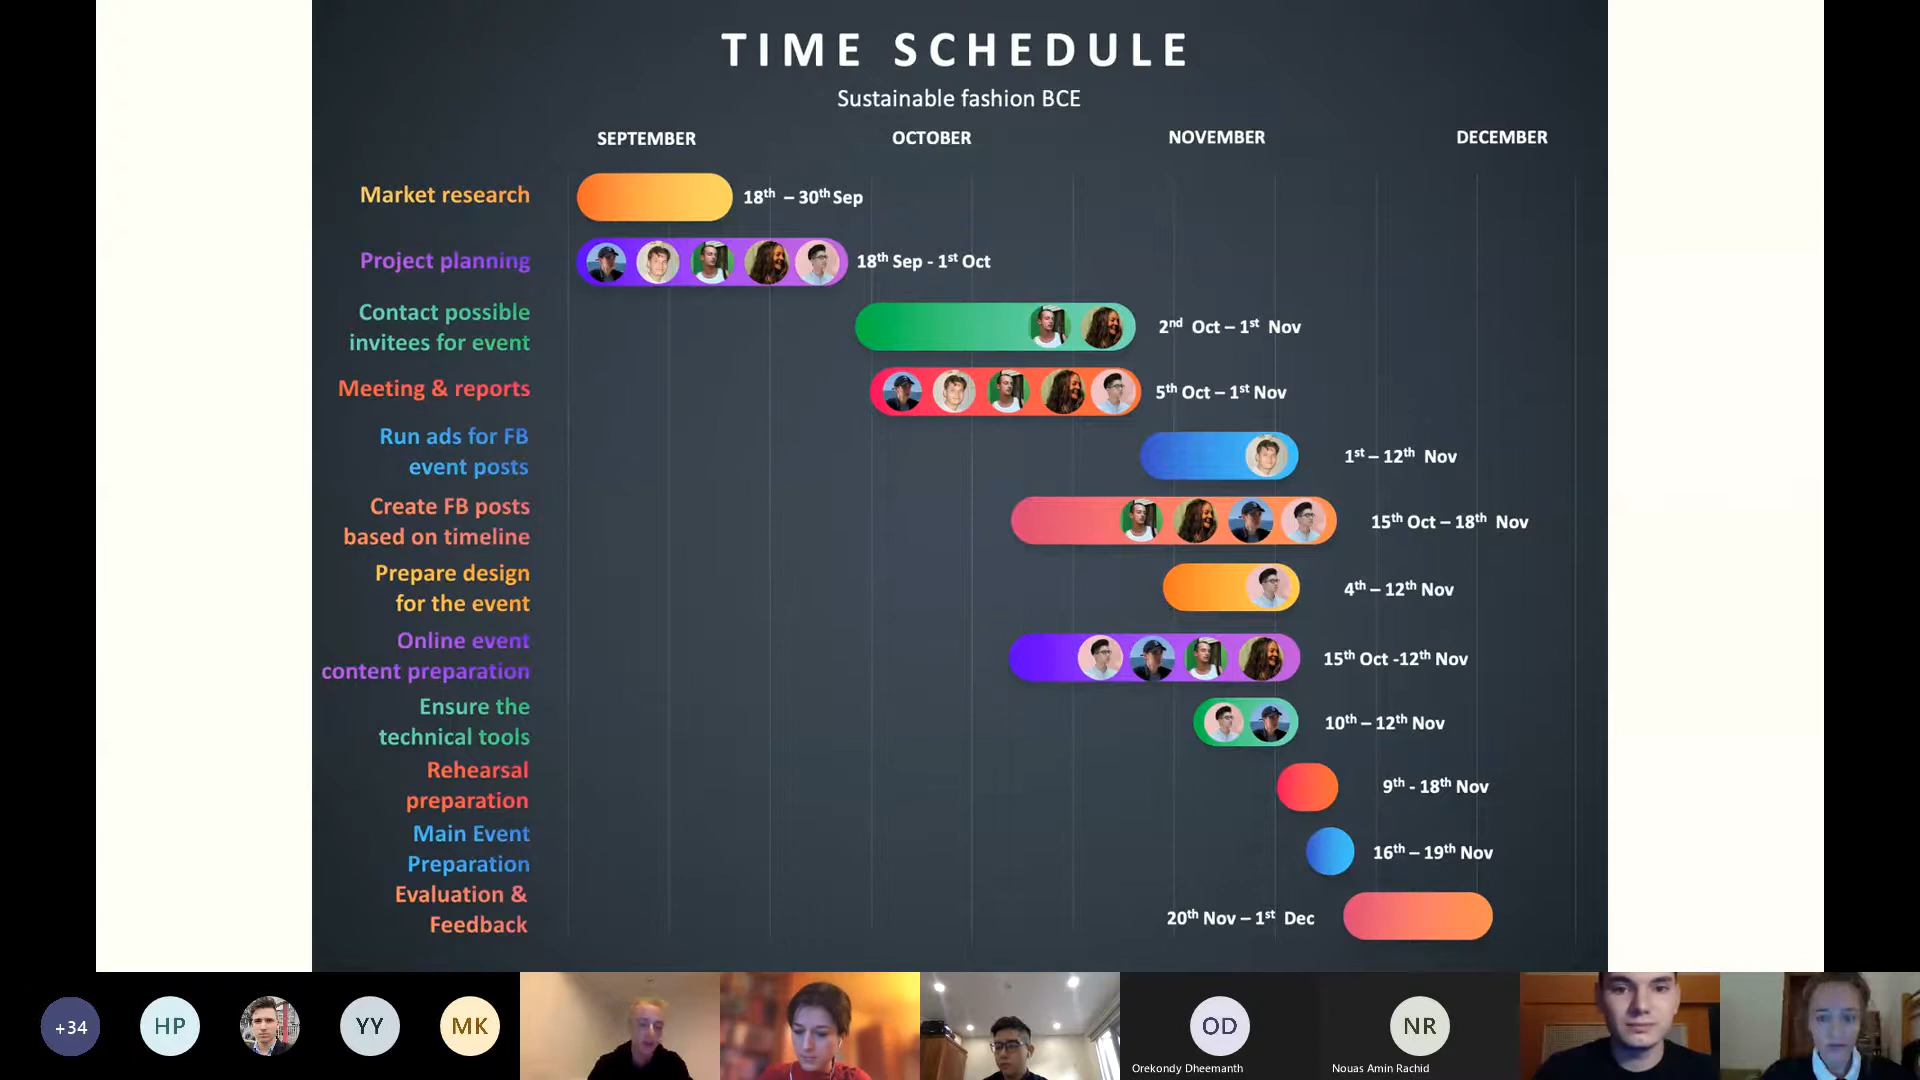 TIME SCHEDULE
Sustainable fashion BCE
SEPTEMBER OCTOBER NOVEMBER DECEMBER
Market research 18th – 30th Sep
Project planning 18th Sep - 1st Oct
Contact possible
invitees for event 2nd Oct – 1st Nov
Meeting & reports 5th Oct – 1st Nov
Run ads for FB
event posts 1st – 12th Nov
Create FB posts
based on timeline 15th Oct – 18th Nov
Prepare design
for the event 4th – 12th Nov
Online event
content preparation 15th Oct -12th Nov
Ensure the
technical tools 10th – 12th Nov
Rehearsal
preparation 9th - 18th Nov
Main Event
Preparation 16th – 19th Nov
Evaluation &
Feedback 20th Nov – 1st Dec
+34 HP YY MK OD NR
Orekondy Dheemanth Nouas Amin Rachid